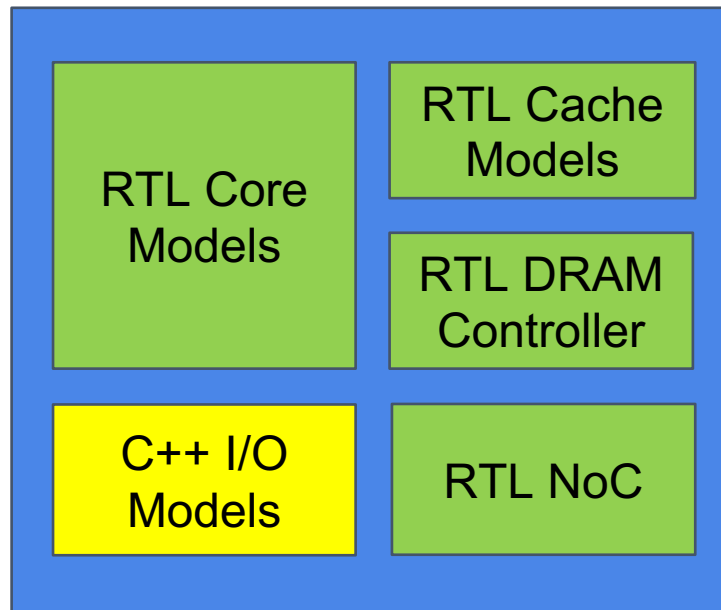 RTL Core
Models
RTL Cache
Models
RTL DRAM
Controller
C++ I/O
Models
RTL NoC